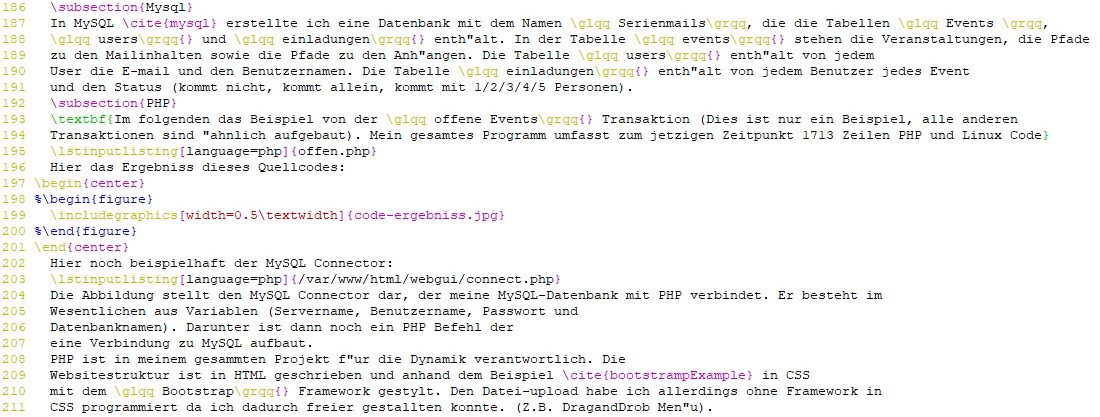 186 \subsection{Mysql}
187 In MySQL \cite{mysql} erstellte ich eine Datenbank mit dem Namen \glqq Serienmails\grqq, die die Tabellen \glqq Events \grqq,
188 \glqq users\grqq{} und \glqq einladungen\grqq{} enth"alt. In der Tabelle \glqq events\grqq{} stehen die Veranstaltungen, die Pfade
189 zu den Mailinhalten sowie die Pfade zu den Anh"angen. Die Tabelle \glqq users\grqq{} enth"alt von jedem
190 User die E-mail und den Benutzernamen. Die Tabelle \glqq einladungen\grqq{} enth"alt von jedem Benutzer jedes Event
191 und den Status (kommt nicht, kommt allein, kommt mit 1/2/3/4/5 Personen).
192 \subsection{PHP}
193 \textbf{Im folgenden das Beispiel von der \glqq offene Events\grqq{} Transaktion (Dies ist nur ein Beispiel, alle anderen
194 Transaktionen sind "ahnlich aufgebaut). Mein gesamtes Programm umfasst zum jetzigen Zeitpunkt 1713 Zeilen PHP und Linux Code}
195 \lstinputlisting[language=php]{offen.php}
196 Hier das Ergebniss dieses Quellcodes:
197 \begin{center}
198 %\begin{figure}
199 \includegraphics[width=0.5\textwidth]{code-ergebniss.jpg}
200 %\end{figure}
201 \end{center}
202 Hier noch beispielhaft der MySQL Connector:
203 \lstinputlisting[language=php]{/var/www/html/webgui/connect.php}
204 Die Abbildung stellt den MySQL Connector dar, der meine MySQL-Datenbank mit PHP verbindet. Er besteht im
205 Wesentlichen aus Variablen (Servername, Benutzername, Passwort und
206 Datenbanknamen). Darunter ist dann noch ein PHP Befehl der
207 eine Verbindung zu MySQL aufbaut.
208 PHP ist in meinem gesammten Projekt f"ur die Dynamik verantwortlich. Die
209 Websitestruktur ist in HTML geschrieben und anhand dem Beispiel \cite{bootstrampExample} in CSS
210 mit dem \glqq Bootstrap\grqq{} Framework gestylt. Den Datei-upload habe ich allerdings ohne Framework in
211 CSS programmiert da ich dadurch freier gestallten konnte. (Z.B. DragandDrob Men"u).